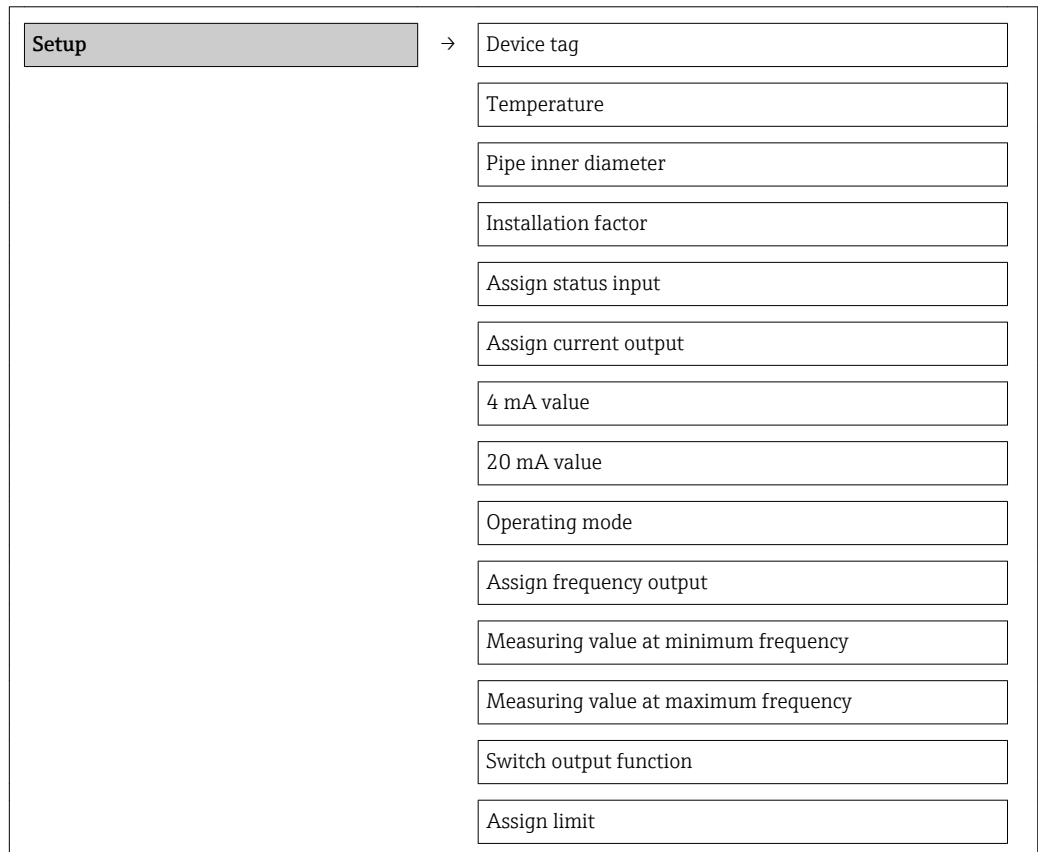 Setup → Device tag
Temperature
Pipe inner diameter
Installation factor
Assign status input
Assign current output
4 mA value
20 mA value
Operating mode
Assign frequency output
Measuring value at minimum frequency
Measuring value at maximum frequency
Switch output function
Assign limit